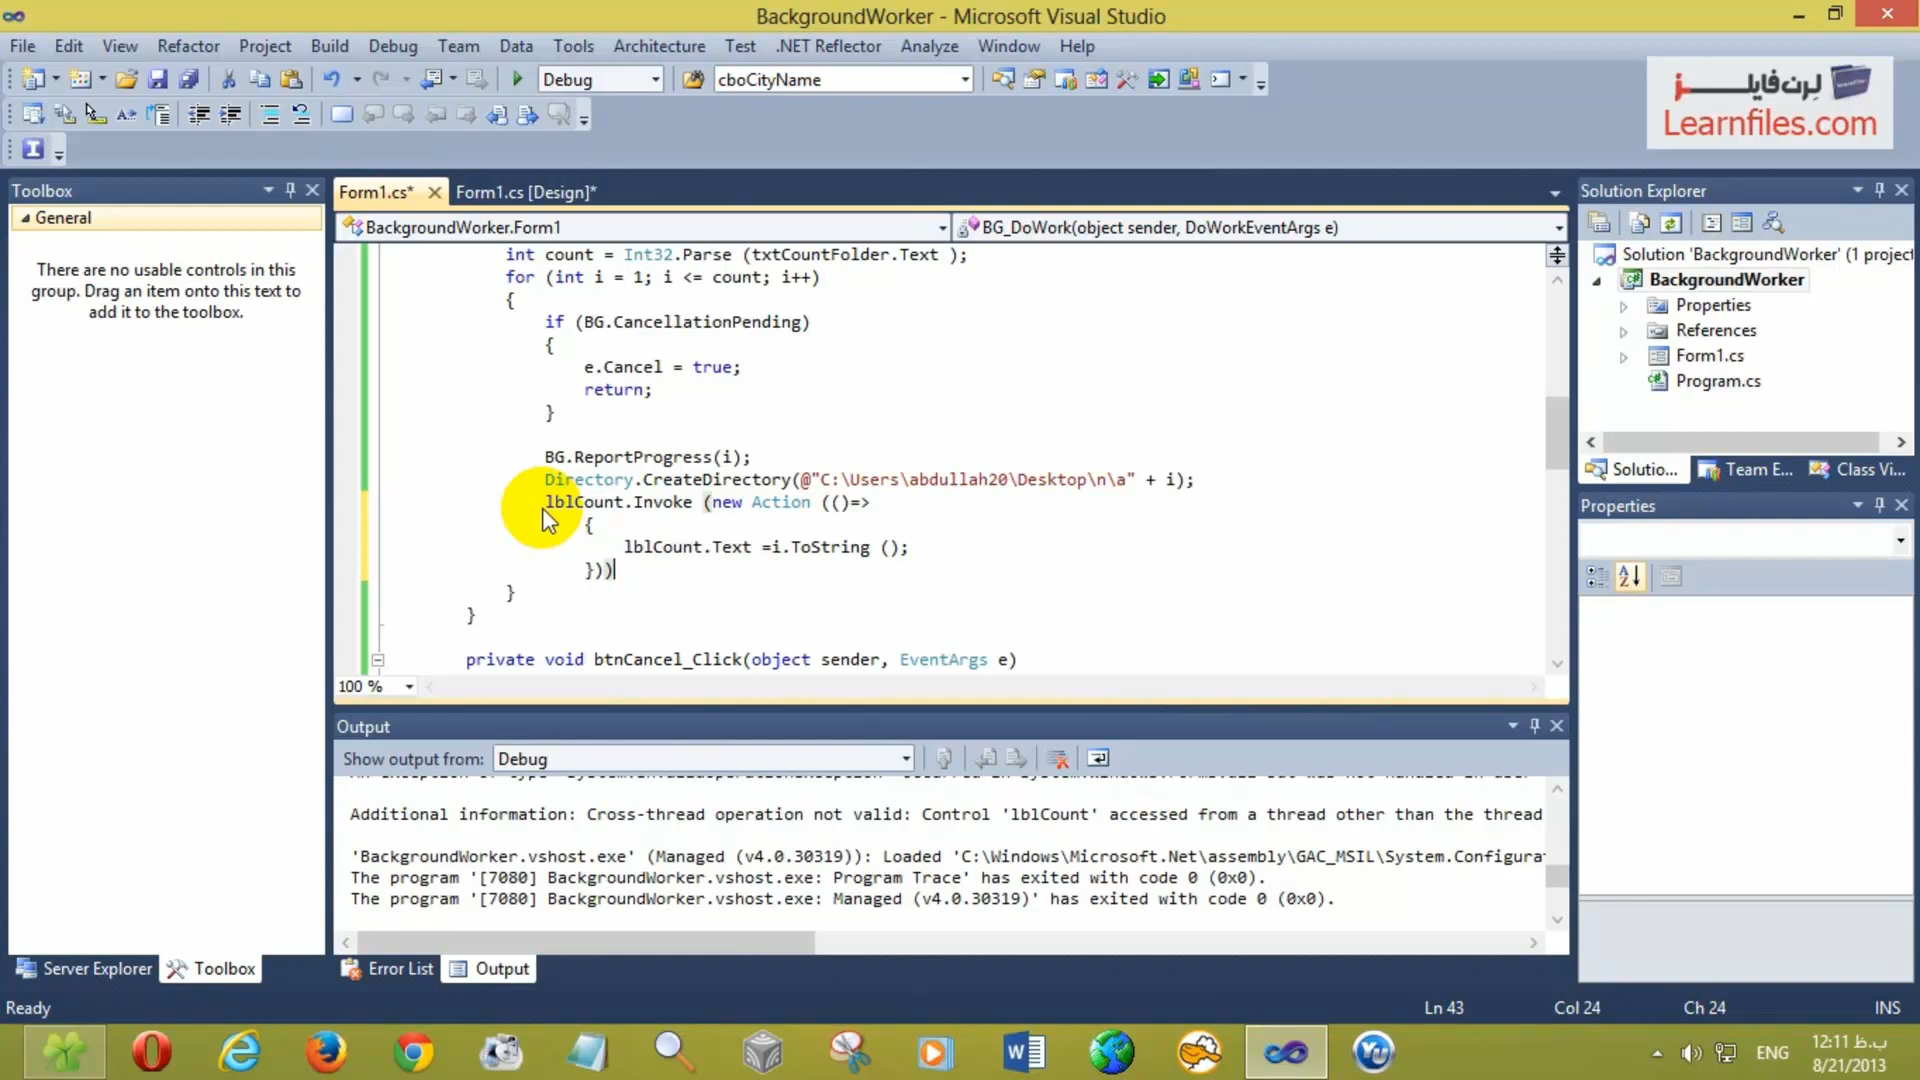 BackgroundWorker - Microsoft Visual Studio
File Edit View Refactor Project Build Debug Team Data Tools Architecture Test .NET Reflector Analyze Window Help
Debug cboCityName
لرن‌فایلز
Learnfiles.com
Toolbox
General
There are no usable controls in this
group. Drag an item onto this text to
add it to the toolbox.
Server Explorer Toolbox
Form1.cs* Form1.cs [Design]*
BackgroundWorker.Form1 BG_DoWork(object sender, DoWorkEventArgs e)
int count = Int32.Parse (txtCountFolder.Text );
for (int i = 1; i <= count; i++)
{
if (BG.CancellationPending)
{
e.Cancel = true;
return;
}
BG.ReportProgress(i);
Directory.CreateDirectory(@"C:\Users\abdullah20\Desktop\n\a" + i);
lblCount.Invoke (new Action (()=>
{
lblCount.Text =i.ToString ();
}))
}
}
private void btnCancel_Click(object sender, EventArgs e)
100 %
Output
Show output from: Debug
Additional information: Cross-thread operation not valid: Control 'lblCount' accessed from a thread other than the thread
'BackgroundWorker.vshost.exe' (Managed (v4.0.30319)): Loaded 'C:\Windows\Microsoft.Net\assembly\GAC_MSIL\System.Configura
The program '[7080] BackgroundWorker.vshost.exe: Program Trace' has exited with code 0 (0x0).
The program '[7080] BackgroundWorker.vshost.exe: Managed (v4.0.30319)' has exited with code 0 (0x0).
Error List Output
Solution Explorer
Solution 'BackgroundWorker' (1 project
BackgroundWorker
Properties
References
Form1.cs
Program.cs
Solutio... Team E... Class Vi...
Properties
Ready Ln 43 Col 24 Ch 24 INS
ENG
12:11 ب.ظ
8/21/2013